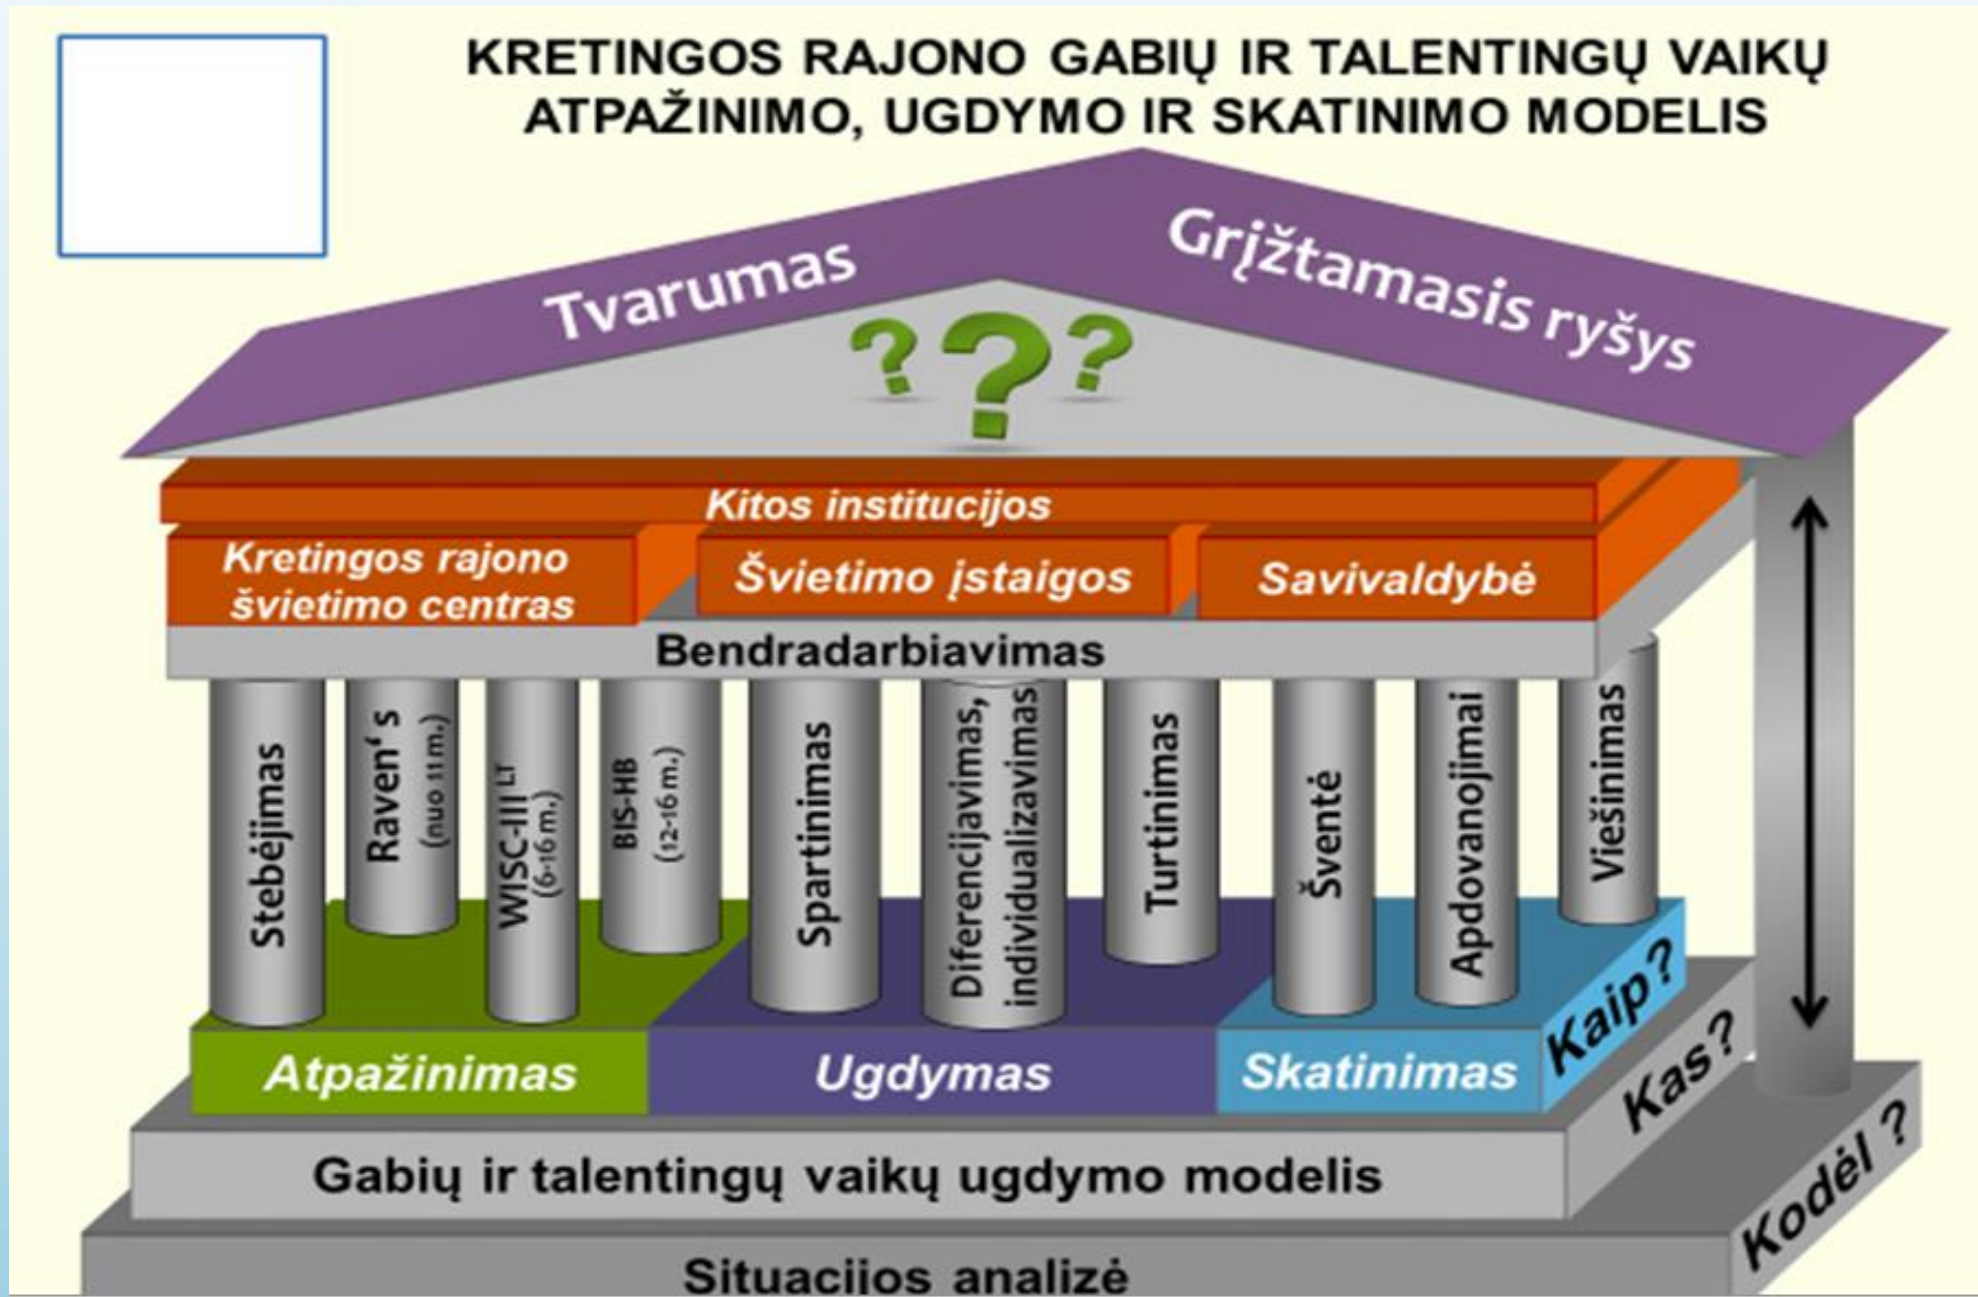 KRETINGOS RAJONO GABIŲ IR TALENTINGŲ VAIKŲ
ATPAŽINIMO, UGDYMO IR SKATINIMO MODELIS
Tvarumas
Grįžtamasis ryšys
???
Kitos institucijos
Kretingos rajono
švietimo centras
Švietimo įstaigos
Savivaldybė
Bendradarbiavimas
Stebėjimas
Raven‘s
(nuo 11 m.)
WISC-III LT
(6-16 m.)
BIS-HB
(12-16 m.)
Spartinimas
Diferencijavimas,
individualizavimas
Turtinimas
Šventė
Apdovanojimai
Viešinimas
Atpažinimas
Ugdymas
Skatinimas
Kaip?
Gabių ir talentingų vaikų ugdymo modelis
Kas?
Situacijos analizė
Kodėl ?